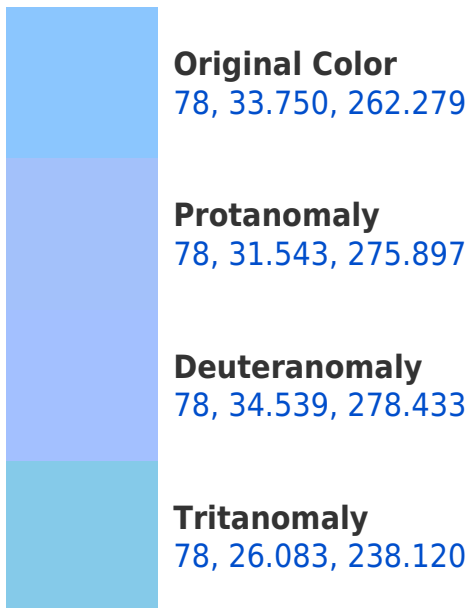 Original Color
78, 33.750, 262.279
Protanomaly
78, 31.543, 275.897
Deuteranomaly
78, 34.539, 278.433
Tritanomaly
78, 26.083, 238.120